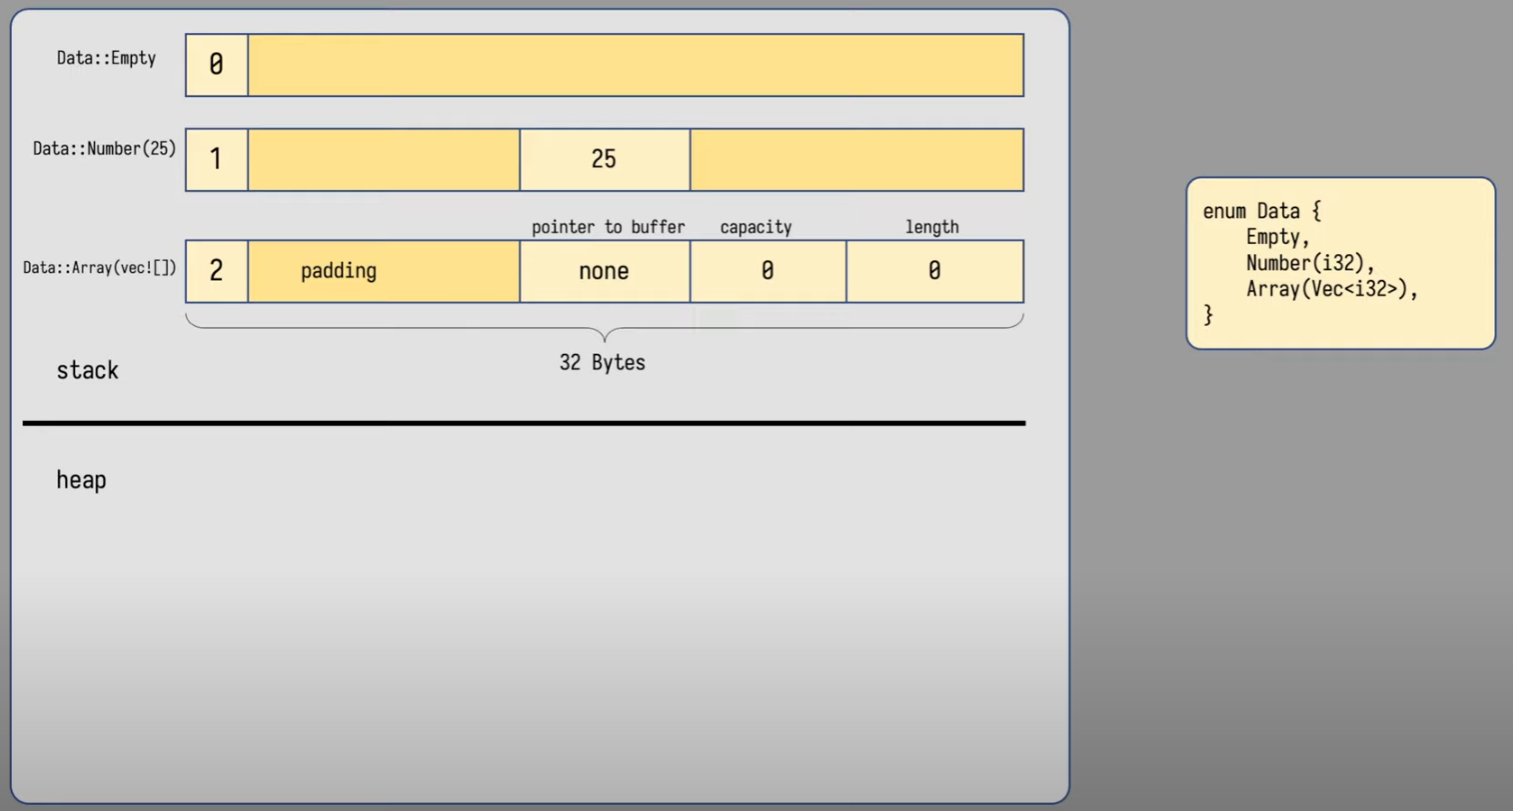 Data::Empty
0
Data::Number(25)
1
25
pointer to buffer
capacity
length
Data::Array(vec![])
2
padding
none
0
0
32 Bytes
stack
heap
enum Data {
Empty,
Number(i32),
Array(Vec<i32>),
}